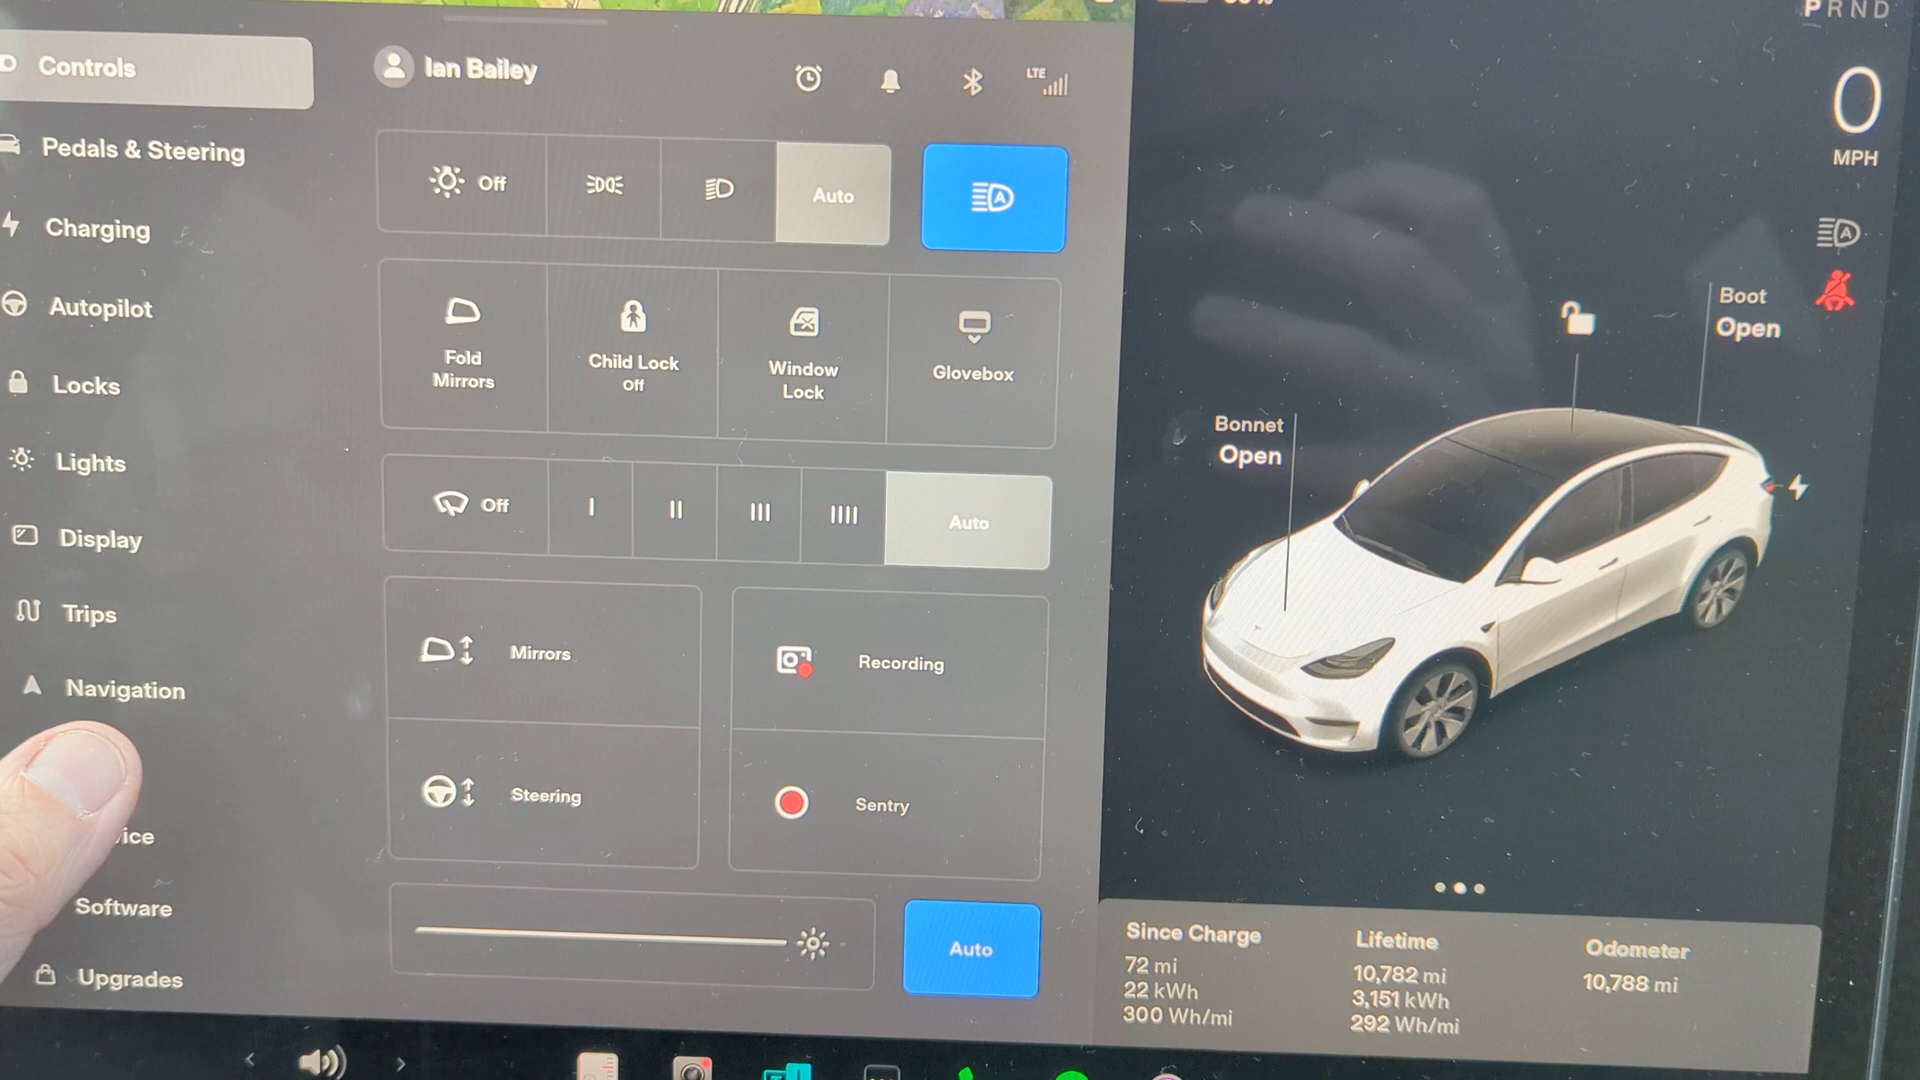 Controls
Pedals & Steering
Charging
Autopilot
Locks
Lights
Display
Trips
Navigation
Software
Upgrades
Ian Bailey
LTE
Off
Auto
A
Fold
Mirrors
Child Lock
Off
Window
Lock
Glovebox
Off
I
II
III
IIII
Auto
Mirrors
Recording
Steering
Sentry
Auto
P R N D
0
MPH
A
Boot
Open
Bonnet
Open
Since Charge
72 mi
22 kWh
300 Wh/mi
Lifetime
10,782 mi
3,151 kWh
292 Wh/mi
Odometer
10,788 mi